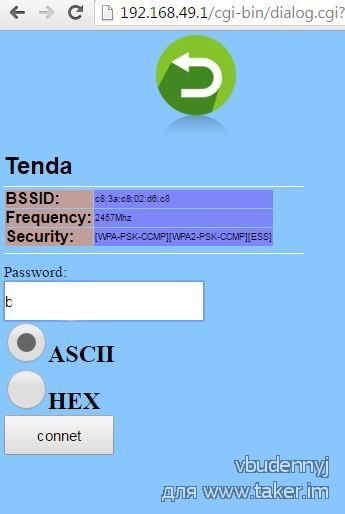 192.168.49.1/cgi-bin/dialog.cgi?
Tenda
BSSID: c8:3a:c8:02:d6:c8
Frequency: 2457Mhz
Security: [WPA-PSK-CCMP][WPA2-PSK-CCMP][ESS]
Password:
b
ASCII
HEX
connet
vbudennyj
для www.taker.im